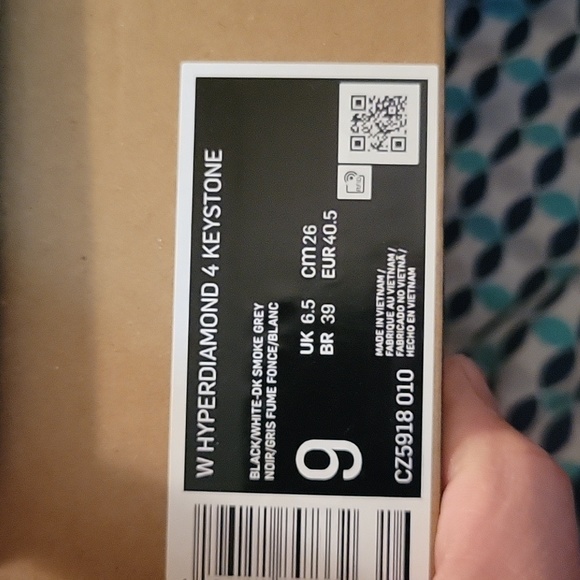 W HYPERDIAMOND 4 KEYSTONE
BLACK/WHITE-DK SMOKE GREY
NOIR/GRIS FUME FONCE/BLANC
9
UK 6.5 cm 26
BR 39 EUR 40.5
CZ5918 010
MADE IN VIETNAM /
FABRIQUE AU VIETNAM /
FABRICADO NO VIETNÃ /
HECHO EN VIETNAM